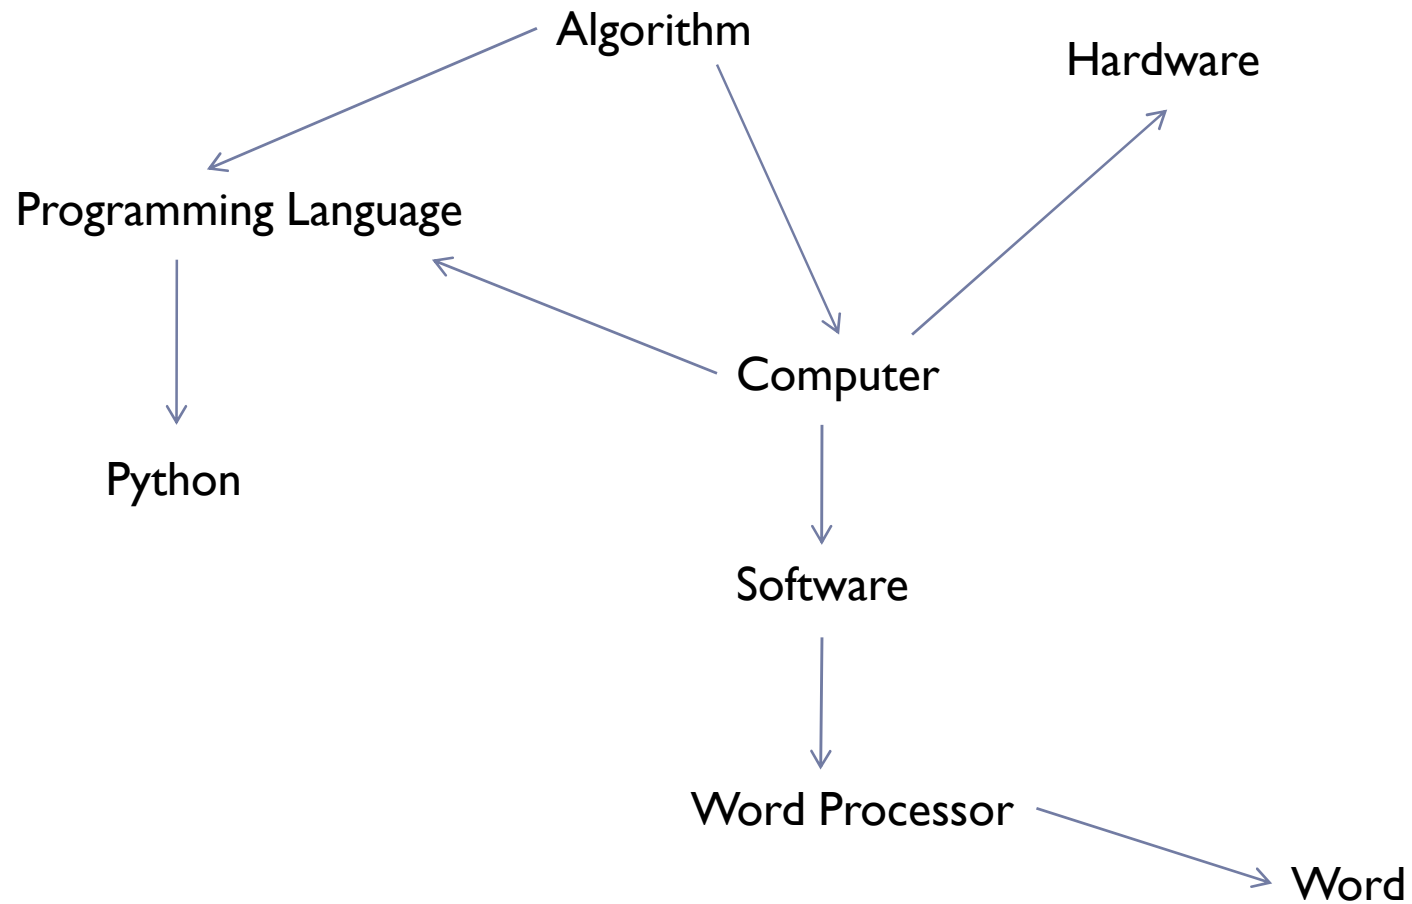 Algorithm
Hardware
Programming Language
Computer
Python
Software
Word Processor
Word